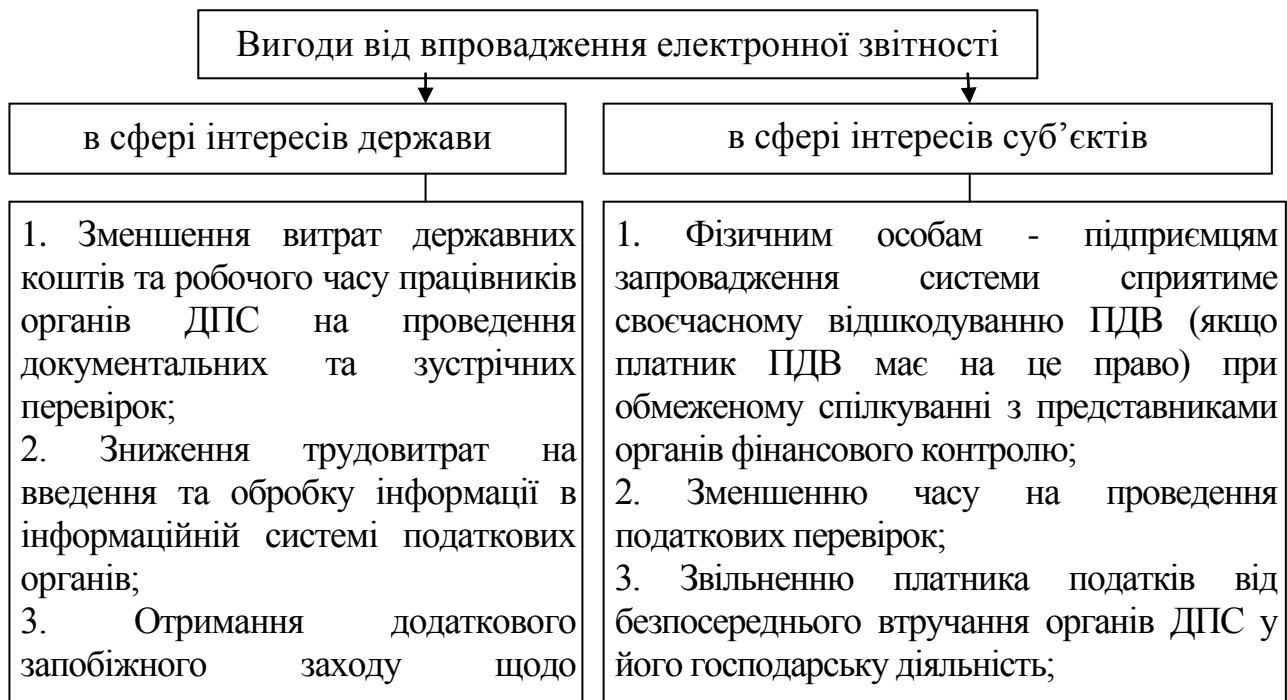 Вигоди від впровадження електронної звітності
в сфері інтересів держави
в сфері інтересів суб’єктів
1. Зменшення витрат державних
коштів та робочого часу працівників
органів ДПС на проведення
документальних та зустрічних
перевірок;
2. Зниження трудовитрат на
введення та обробку інформації в
інформаційній системі податкових
органів;
3. Отримання додаткового
запобіжного заходу щодо
1. Фізичним особам - підприємцям
запровадження системи сприятиме
своєчасному відшкодуванню ПДВ (якщо
платник ПДВ має на це право) при
обмеженому спілкуванні з представниками
органів фінансового контролю;
2. Зменшенню часу на проведення
податкових перевірок;
3. Звільненню платника податків від
безпосереднього втручання органів ДПС у
його господарську діяльність;